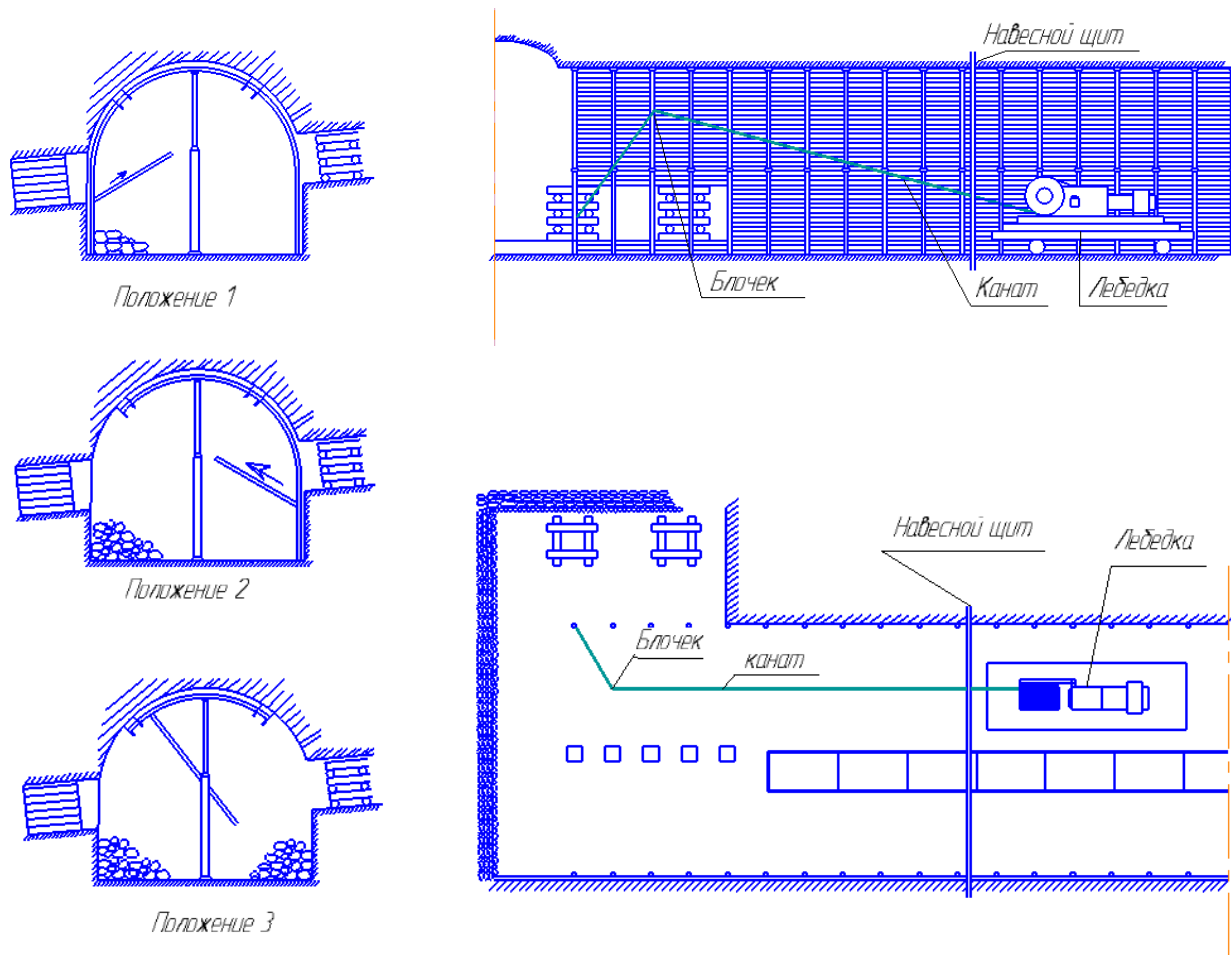 Навесной щит
Блочек
Канат
Лебедка
Положение 1
Положение 2
Навесной щит
Лебедка
Блочек
канат
Положение 3